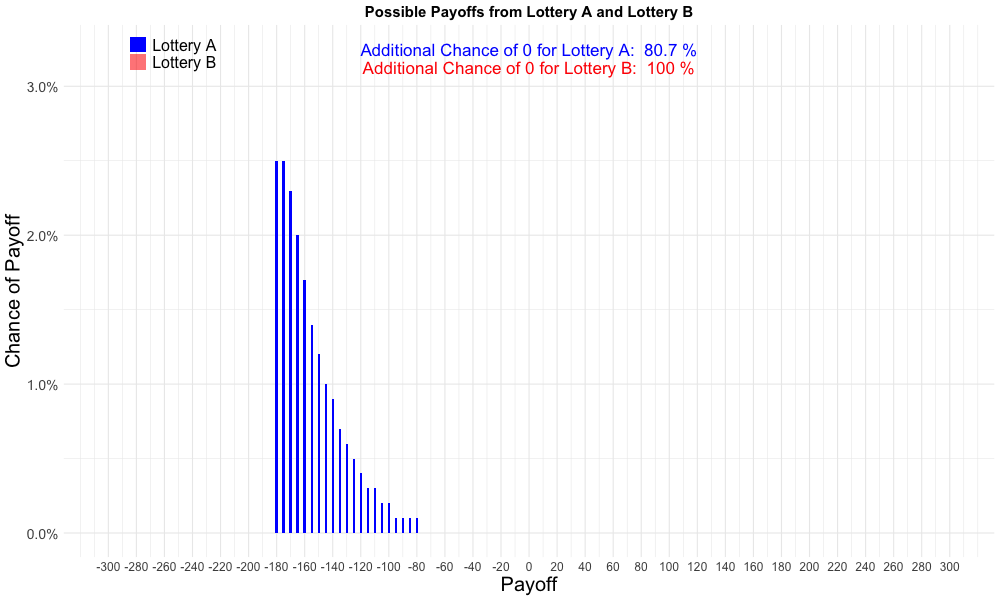 Possible Payoffs from Lottery A and Lottery B
Lottery A
Lottery B
Additional Chance of 0 for Lottery A:  80.7 %
Additional Chance of 0 for Lottery B:  100 %
Chance of Payoff
3.0%
2.0%
1.0%
0.0%
-300 -280 -260 -240 -220 -200 -180 -160 -140 -120 -100 -80 -60 -40 -20 0 20 40 60 80 100 120 140 160 180 200 220 240 260 280 300
Payoff